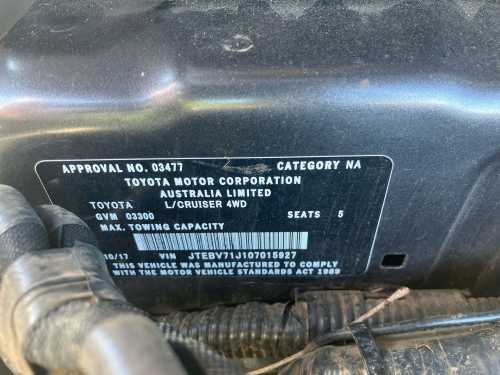 APPROVAL NO. 03477 CATEGORY NA
TOYOTA MOTOR CORPORATION
AUSTRALIA LIMITED
TOYOTA L/CRUISER 4WD
GVM 03300 SEATS 5
MAX. TOWING CAPACITY
10/17 VIN JTEBV71J107015927
THIS VEHICLE WAS MANUFACTURED TO COMPLY
WITH THE MOTOR VEHICLE STANDARDS ACT 1989